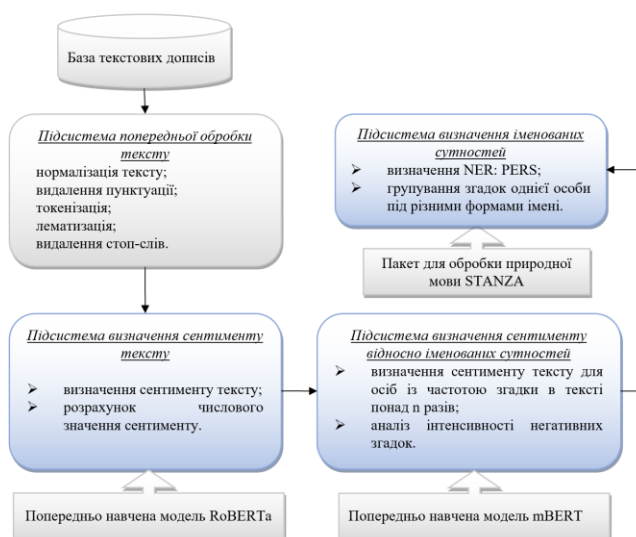 База текстових дописів
Підсистема попередньої обробки
тексту
нормалізація тексту;
видалення пунктуації;
токенізація;
лематизація;
видалення стоп-слів.
Підсистема визначення іменованих
сутностей
➢ визначення NER: PERS;
➢ групування згадок однієї особи
під різними формами імені.
Пакет для обробки природної
мови STANZA
Підсистема визначення сентименту
тексту
➢ визначення сентименту тексту;
➢ розрахунок числового
значення сентименту.
Підсистема визначення сентименту
відносно іменованих сутностей
➢ визначення сентименту тексту для
осіб із частотою згадки в тексті
понад n разів;
➢ аналіз інтенсивності негативних
згадок.
Попередньо навчена модель RoBERTa
Попередньо навчена модель mBERT